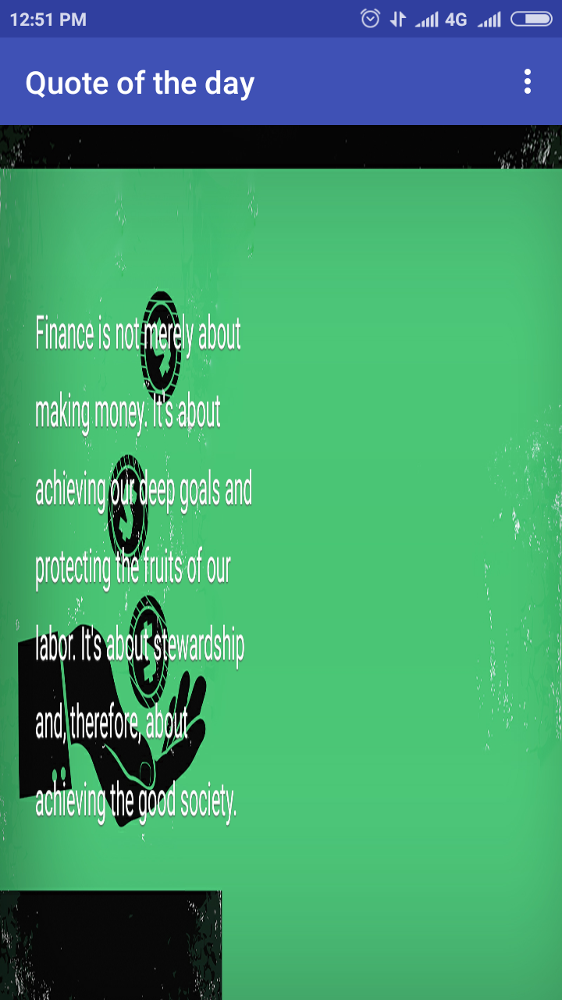 12:51 PM 4G
Quote of the day
Finance is not merely about
making money. It's about
achieving our deep goals and
protecting the fruits of our
labor. It's about stewardship
and, therefore, about
achieving the good society.